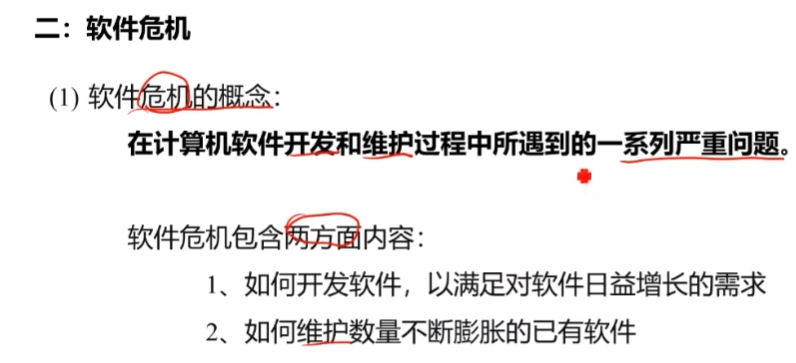 二：软件危机
(1) 软件危机的概念：
在计算机软件开发和维护过程中所遇到的一系列严重问题。
软件危机包含两方面内容：
1、如何开发软件，以满足对软件日益增长的需求
2、如何维护数量不断膨胀的已有软件